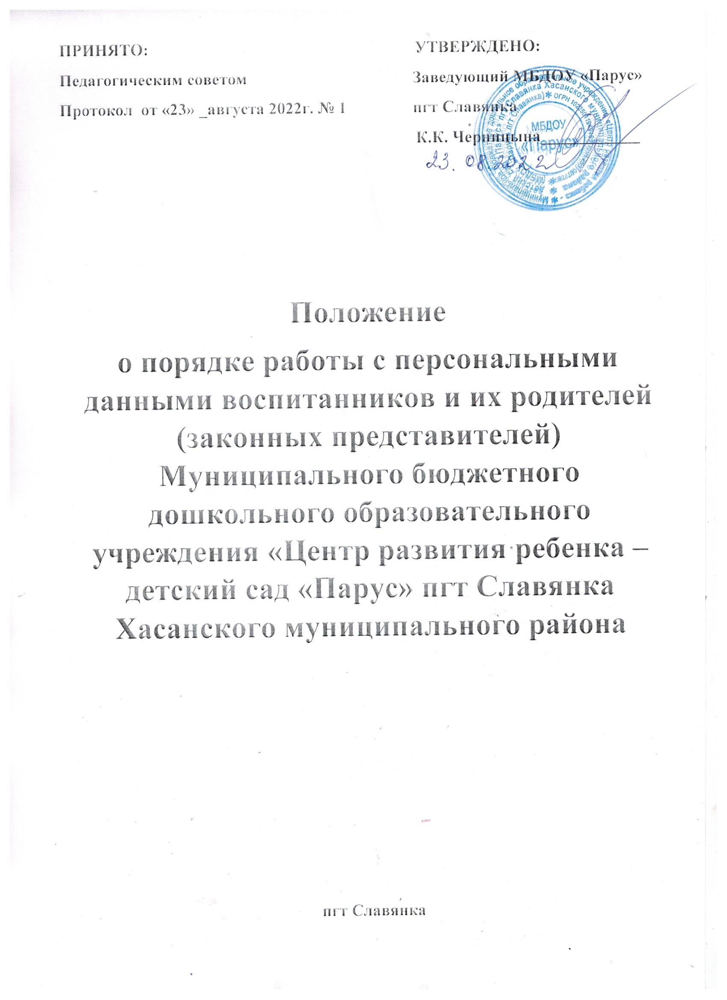 ПРИНЯТО:
Педагогическим советом
Протокол от «23» _августа 2022г. № 1
УТВЕРЖДЕНО:
Заведующий МБДОУ «Парус»
пгт Славянка
К.К. Черницына____________
23. 08 2022
МБДОУ
«Парус»
Положение
о порядке работы с персональными
данными воспитанников и их родителей
(законных представителей)
Муниципального бюджетного
дошкольного образовательного
учреждения «Центр развития ребенка –
детский сад «Парус» пгт Славянка
Хасанского муниципального района
пгт Славянка